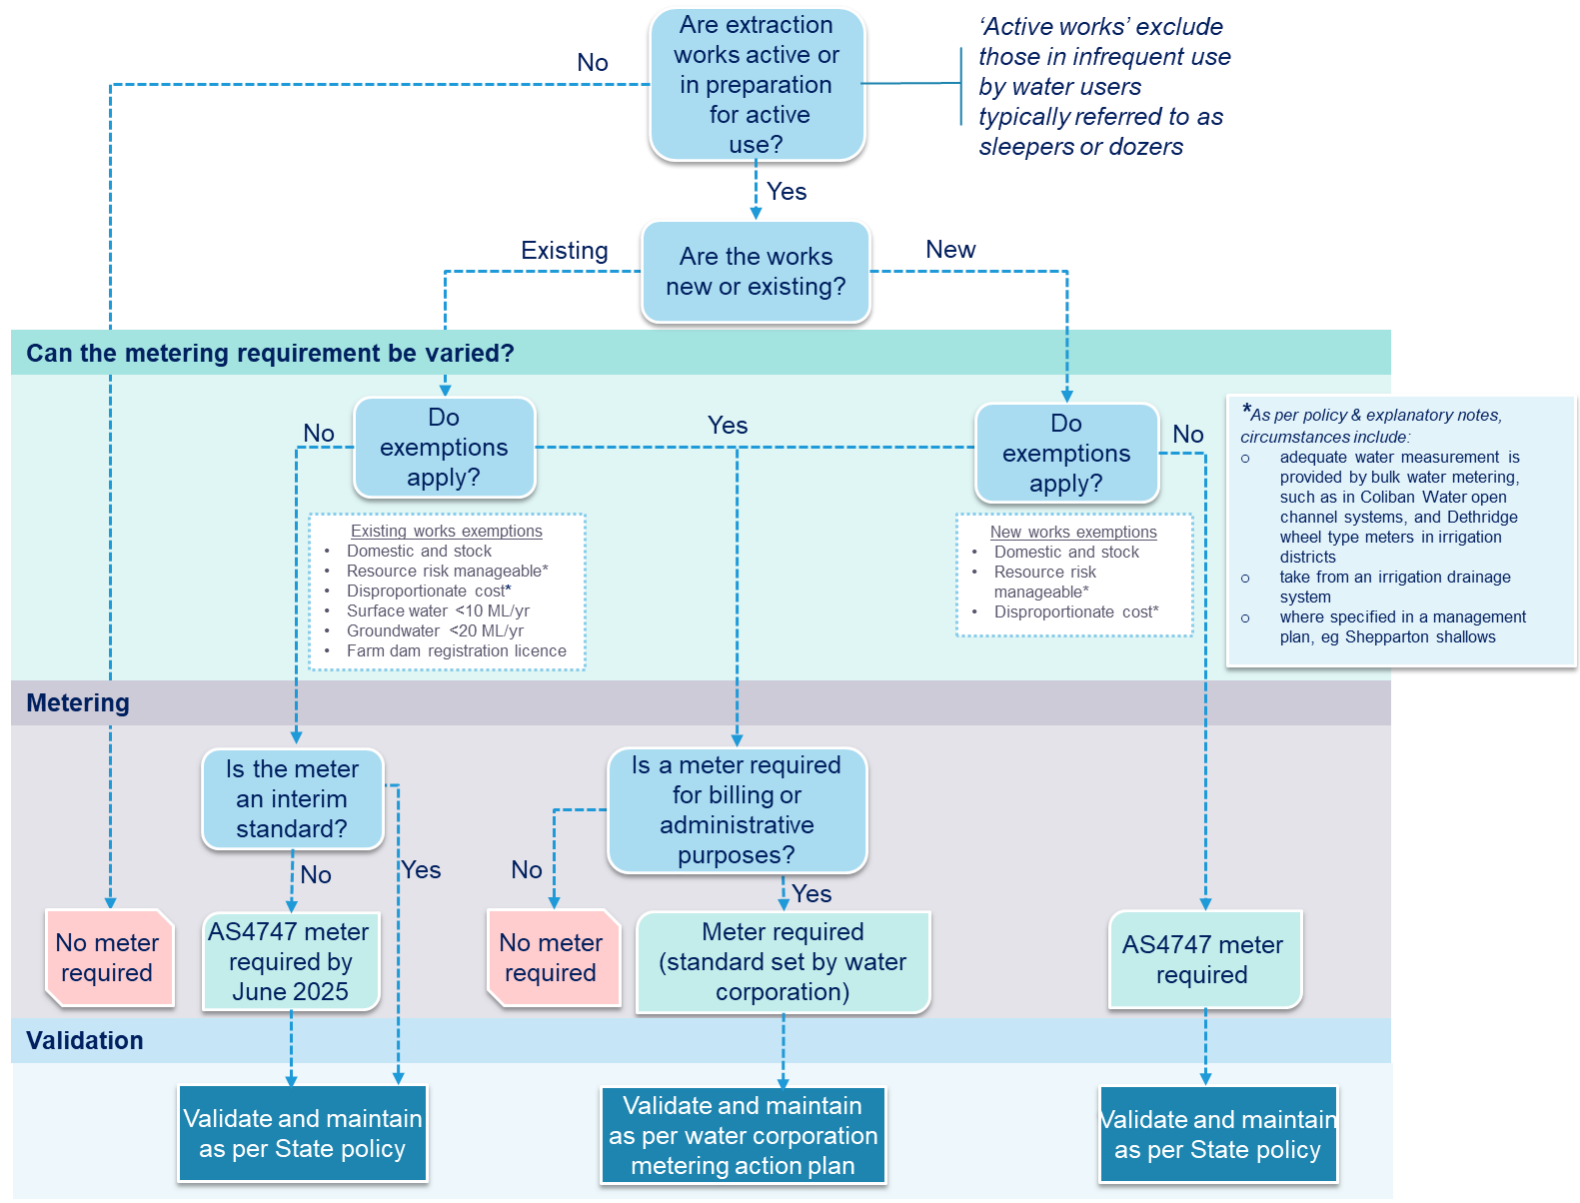 Are extraction
works active or
in preparation
for active
use?
‘Active works’ exclude
those in infrequent use
by water users
typically referred to as
sleepers or dozers
No
Yes
Existing
Are the works
new or existing?
New
Can the metering requirement be varied?
No
Do
exemptions
apply?
Yes
Do
exemptions
apply?
No
*As per policy & explanatory notes,
circumstances include:
o adequate water measurement is
provided by bulk water metering,
such as in Coliban Water open
channel systems, and Dethridge
wheel type meters in irrigation
districts
o take from an irrigation drainage
system
o where specified in a management
plan, eg Shepparton shallows
Existing works exemptions
• Domestic and stock
• Resource risk manageable*
• Disproportionate cost*
• Surface water <10 ML/yr
• Groundwater <20 ML/yr
• Farm dam registration licence
New works exemptions
• Domestic and stock
• Resource risk
manageable*
• Disproportionate cost*
Metering
Is the meter
an interim
standard?
Is a meter required
for billing or
administrative
purposes?
No
Yes
No
Yes
No meter
required
AS4747 meter
required by
June 2025
No meter
required
Meter required
(standard set by water
corporation)
AS4747 meter
required
Validation
Validate and maintain
as per State policy
Validate and maintain
as per water corporation
metering action plan
Validate and maintain
as per State policy